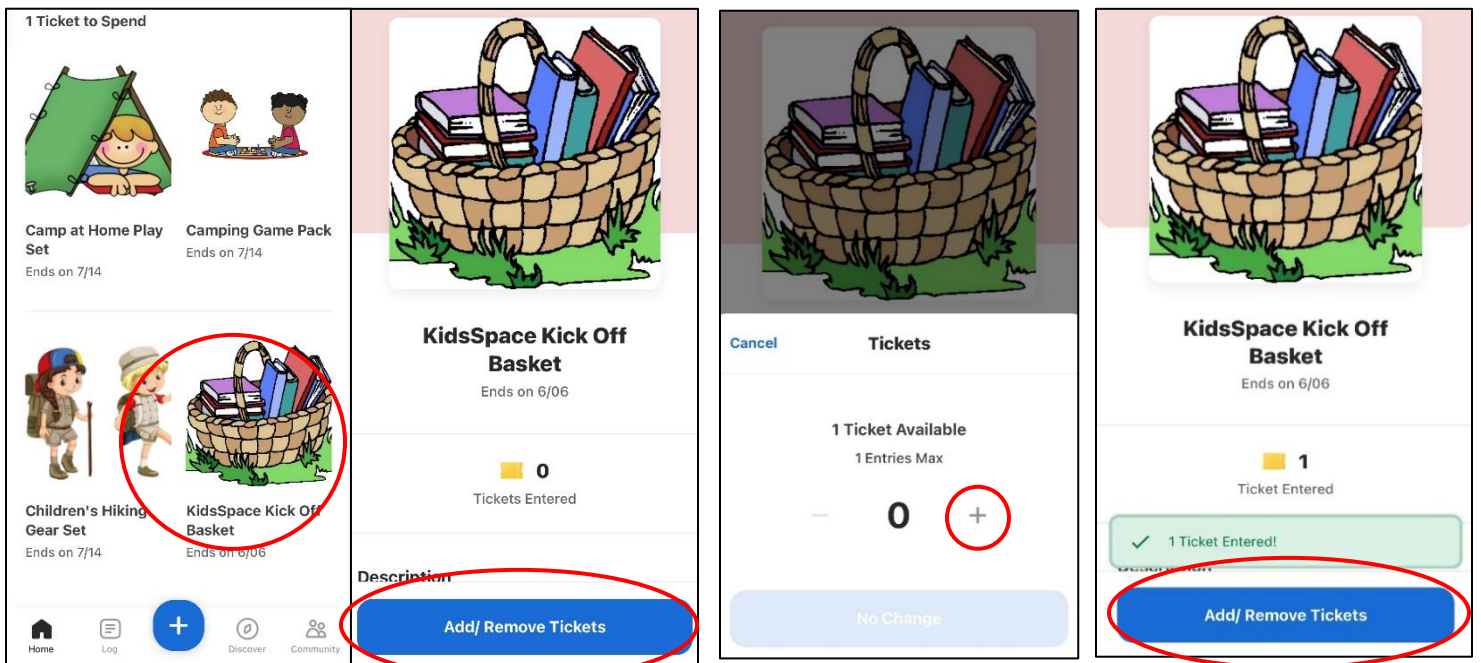 1 Ticket to Spend
Camp at Home Play
Set
Ends on 7/14
Camping Game Pack
Ends on 7/14
Children's Hiking
Gear Set
Ends on 7/14
KidsSpace Kick Off
Basket
Ends on 6/06
Home
Log
+
Discover
Community
KidsSpace Kick Off
Basket
Ends on 6/06
0
Tickets Entered
Description
Add/ Remove Tickets
Cancel
Tickets
1 Ticket Available
1 Entries Max
− 0 +
No Change
KidsSpace Kick Off
Basket
Ends on 6/06
1
Ticket Entered
1 Ticket Entered!
Description
Add/ Remove Tickets